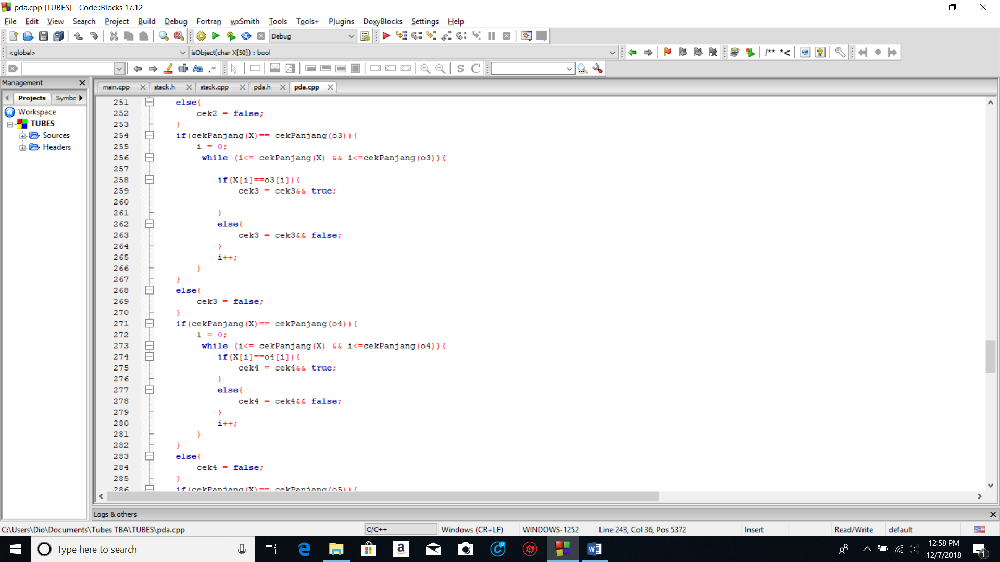 pda.cpp [TUBES] - Code::Blocks 17.12
File Edit View Search Project Build Debug Fortran wxSmith Tools Tools+ Plugins DoxyBlocks Settings Help
Debug
<global> isObject(char X[50]) : bool
/** *<
Aa .* S C
Management
main.cpp stack.h stack.cpp pda.h pda.cpp
Projects Symbc
Workspace
TUBES
Sources
Headers
251 else{
252 cek2 = false;
253 }
254 if(cekPanjang(X)== cekPanjang(o3)){
255 i = 0;
256 while (i<= cekPanjang(X) && i<=cekPanjang(o3)){
257
258 if(X[i]==o3[i]){
259 cek3 = cek3&& true;
260
261 }
262 else{
263 cek3 = cek3&& false;
264 }
265 i++;
266 }
267 }
268 else{
269 cek3 = false;
270 }
271 if(cekPanjang(X)== cekPanjang(o4)){
272 i = 0;
273 while (i<= cekPanjang(X) && i<=cekPanjang(o4)){
274 if(X[i]==o4[i]){
275 cek4 = cek4&& true;
276 }
277 else{
278 cek4 = cek4&& false;
279 }
280 i++;
281 }
282 }
283 else{
284 cek4 = false;
285 }
286 if(cekPanjang(X)== cekPanjang(o5)){
Logs & others
C:\Users\Dio\Documents\Tubes TBA\TUBES\pda.cpp C/C++ Windows (CR+LF) WINDOWS-1252 Line 243, Col 36, Pos 5372 Insert Read/Write default
Type here to search
12:58 PM
12/7/2018
1